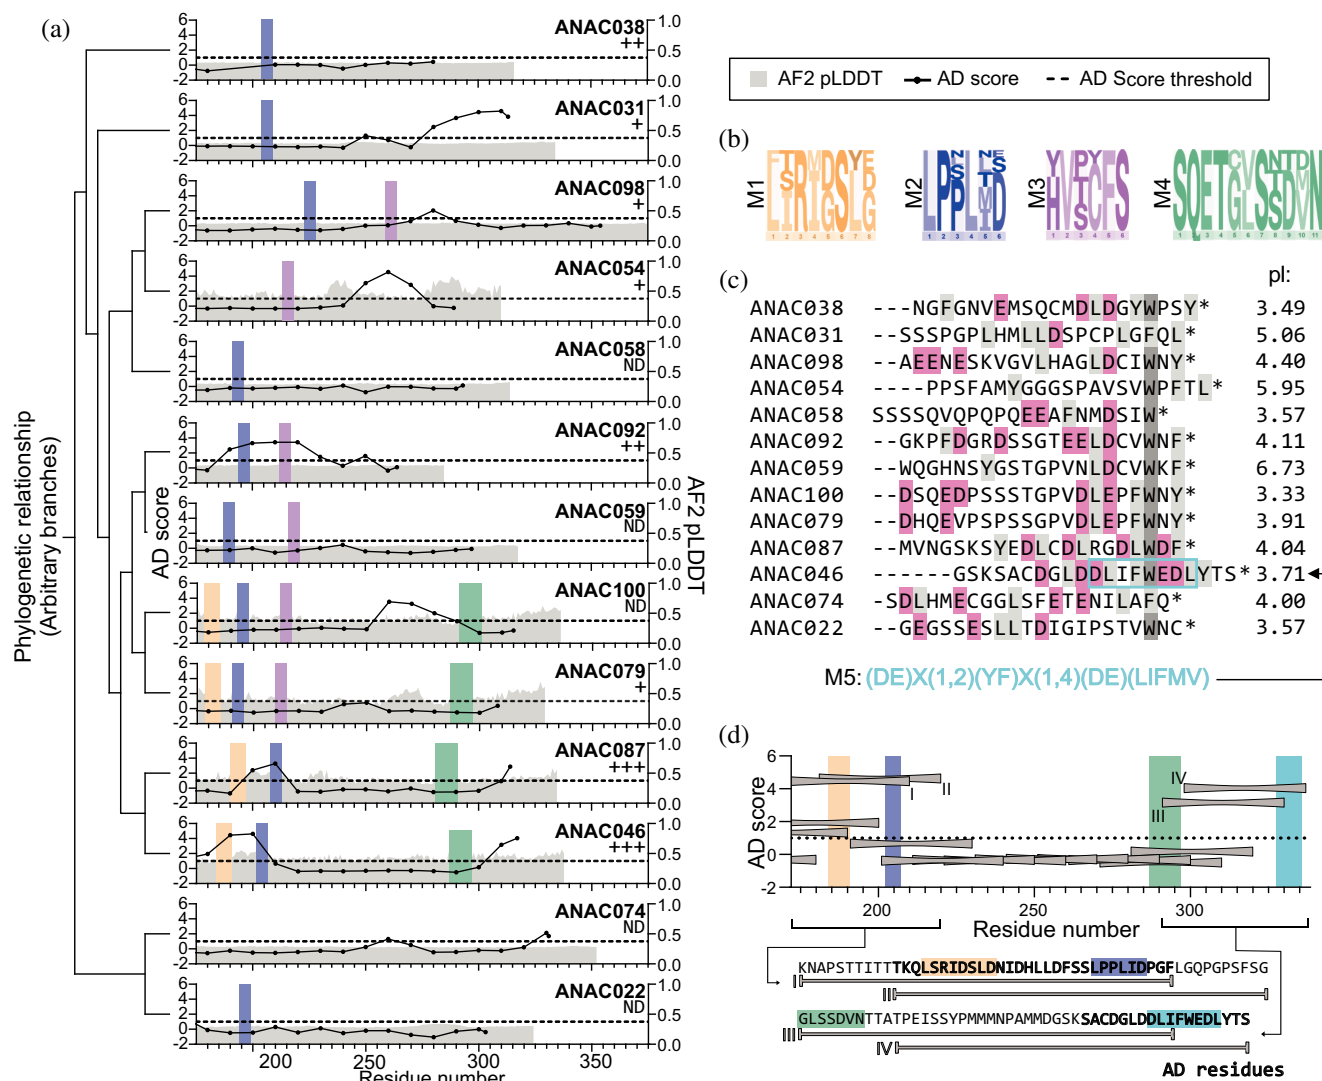 (a)
ANAC038
++
ANAC031
+
ANAC098
+
ANAC054
+
ANAC058
ND
ANAC092
++
ANAC059
ND
ANAC100
ND
ANAC079
+
ANAC087
+++
ANAC046
+++
ANAC074
ND
ANAC022
ND
6 4 2 0 -2
1.0 0.5 0.0
Phylogenetic relationship
(Arbitrary branches)
AD score
AF2 pLDDT
200 250 300 350
Residue number
AF2 pLDDT AD score AD Score threshold
(b)
M1
M2
M3
M4
(c)
pI:
ANAC038 ---NGFGNVEMSQCMDLDGYWPSY* 3.49
ANAC031 --SSSPGPLHMLLDSPCPLGFQL* 5.06
ANAC098 --AEENESKVGVLHAGLDCIWNY* 4.40
ANAC054 ----PPSFAMYGGGSPAVSVWPFTL* 5.95
ANAC058 SSSSQVQPQPQEEAFNMDSIW* 3.57
ANAC092 --GKPFDGRDSSGTEELDCVWNF* 4.11
ANAC059 --WQGHNSYGSTGPVNLDCVWKF* 6.73
ANAC100 --DSQEDPSSSTGPVDLEPFWNY* 3.33
ANAC079 --DHQEVPSPSSGPVDLEPFWNY* 3.91
ANAC087 --MVNGSKSYEDLCDLRGDLWDF* 4.04
ANAC046 ------GSKSACDGLDDLIFWEDLYTS* 3.71
ANAC074 -SDLHMECGGLSFETENILAFQ* 4.00
ANAC022 --GEGSSESLLTDIGIPSTVWNC* 3.57
M5: (DE)X(1,2)(YF)X(1,4)(DE)(LIFMV)
(d)
AD score
6
4
2
0
-2
I
II
III
IV
200 250 300
Residue number
KNAPSTTITTTKQLSRIDSLDNIDHLLDFSSLPPLIDPGFLGQPGPSFSG
I
II
GLSSDVNTTATPEISSYPMMMNPAMMDGSKSACDGLDDLIFWEDLYTS
III
IV
AD residues